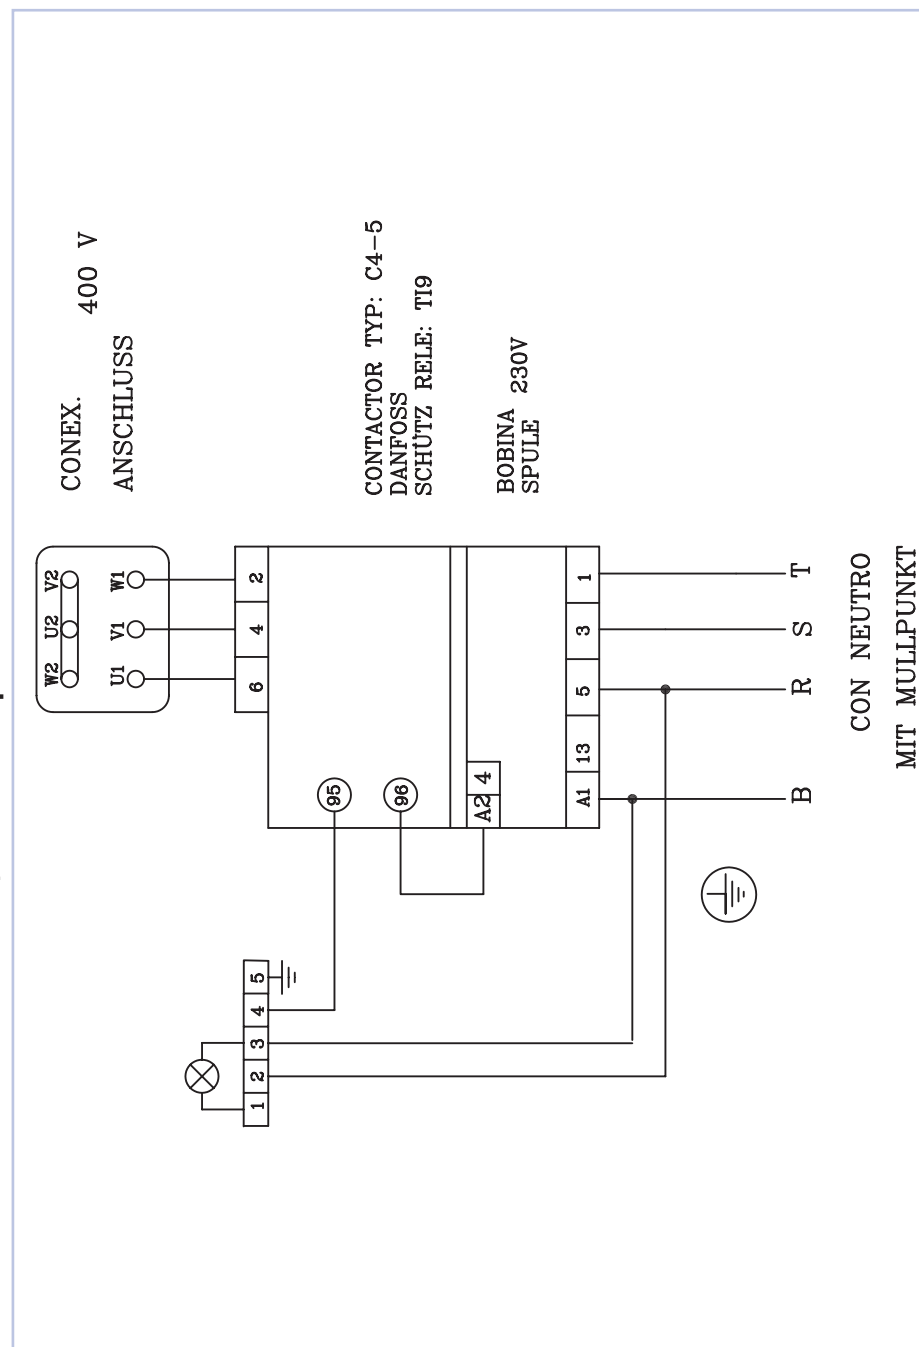 CONEX. 400 V
ANSCHLUSS
CONTACTOR TYP: C4-5
DANFOSS
SCHÜTZ RELE: TI9
BOBINA 230V
SPULE
W2 U2 V2
U1 V1 W1
6 4 2
95
96
A2 4
A1 13 5 3 1
1 2 3 4 5
B R S T
CON NEUTRO
MIT MULLPUNKT